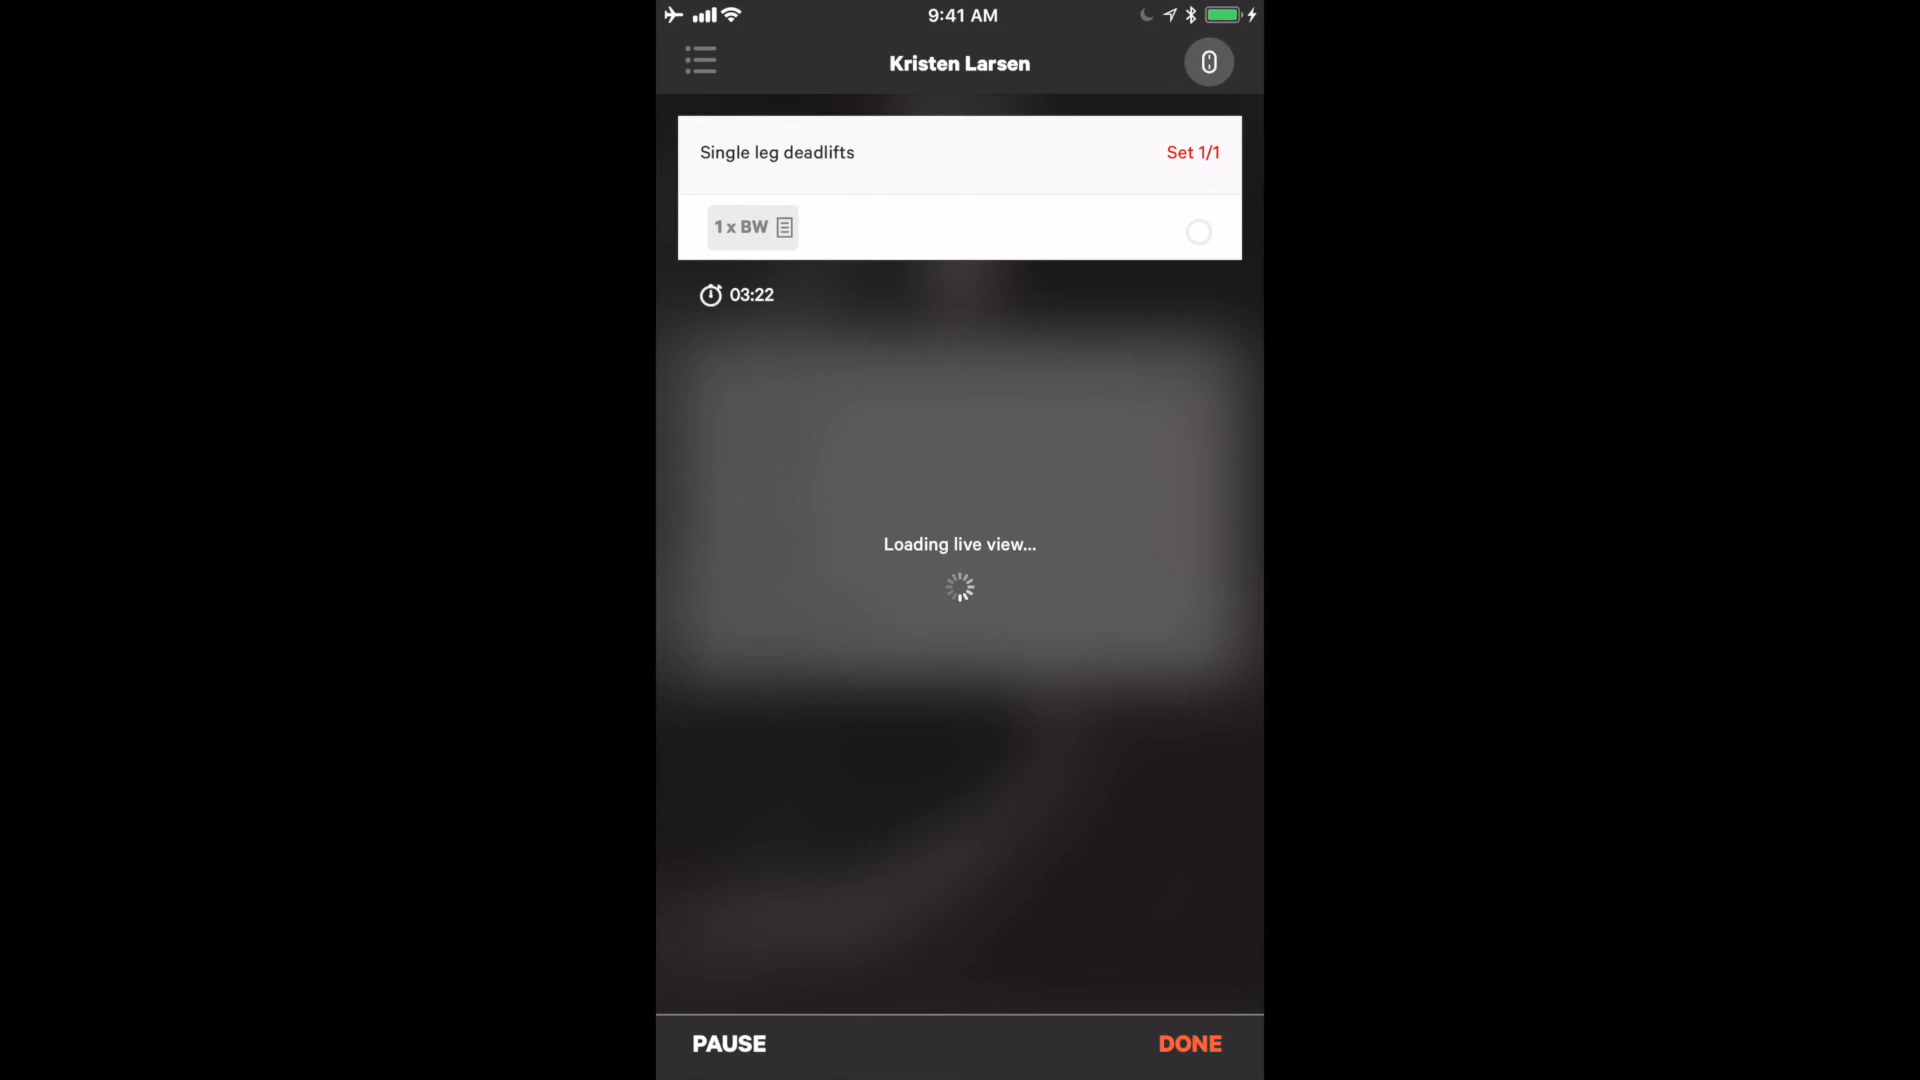 9:41 AM
Kristen Larsen
Single leg deadlifts
Set 1/1
1 x BW
03:22
Loading live view...
PAUSE
DONE